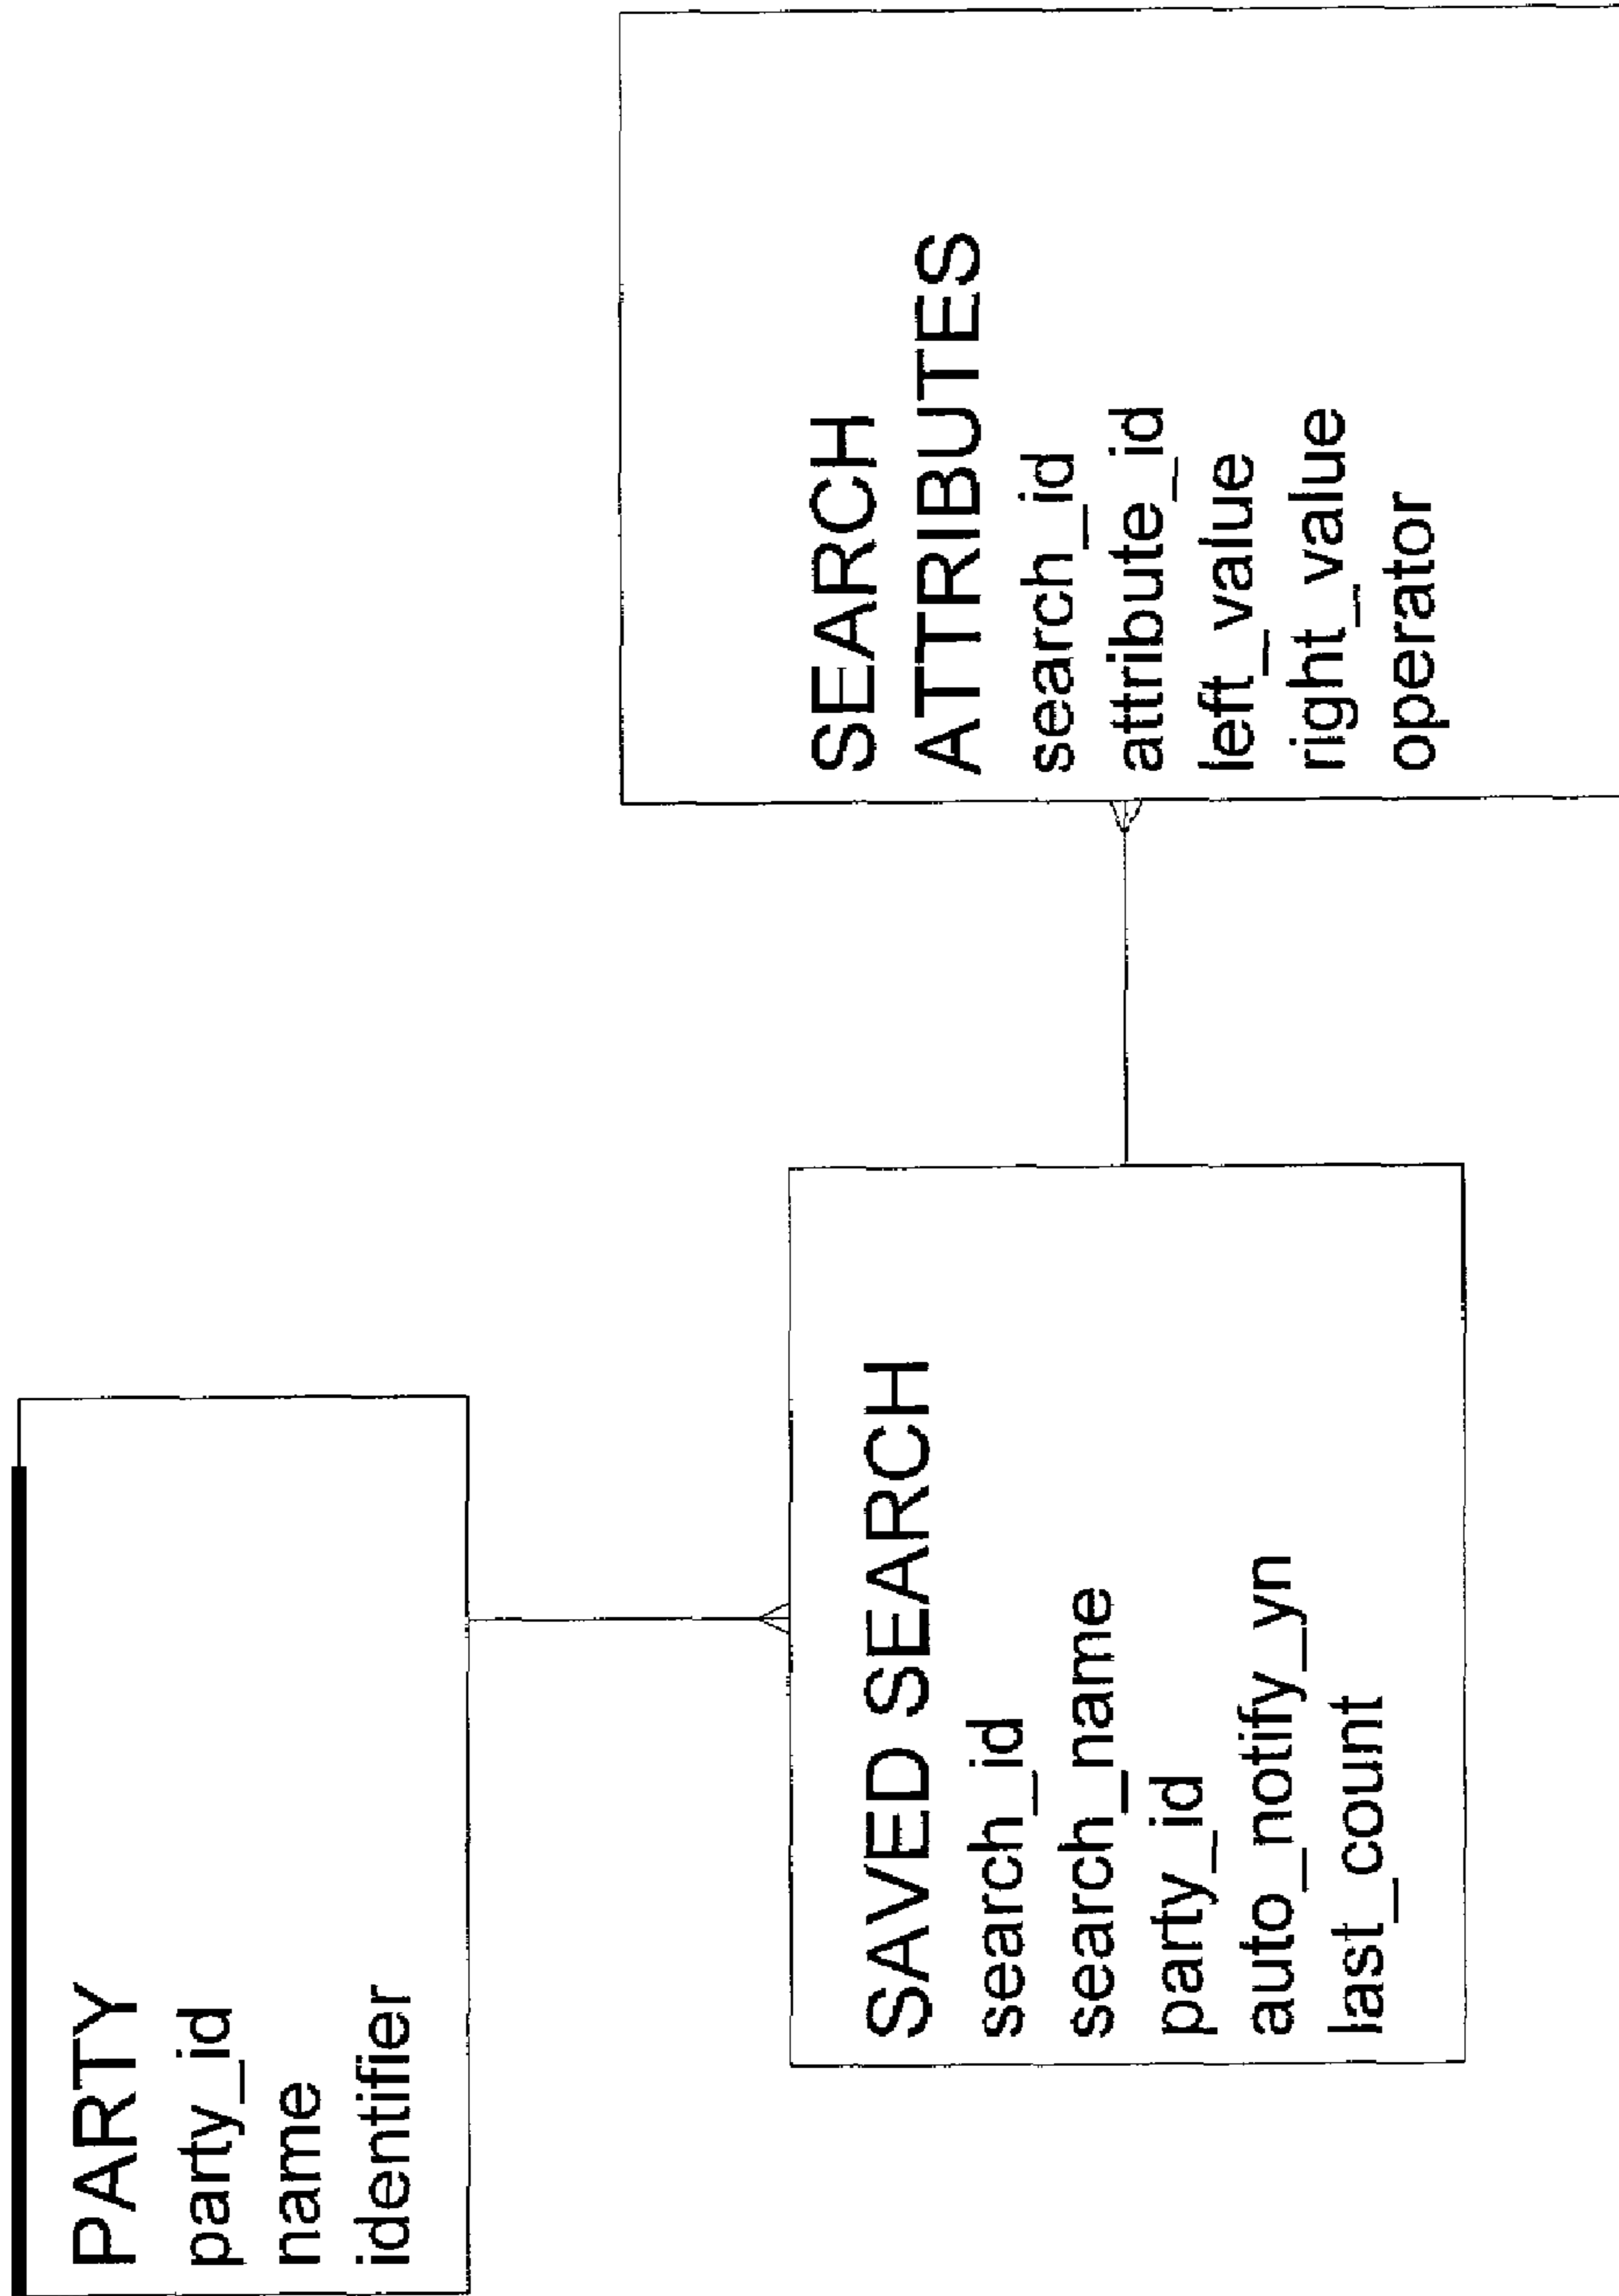 PARTY
party_id
name
identifier
SAVED SEARCH
search_id
search_name
party_id
auto_notify_yn
last_count
SEARCH
ATTRIBUTES
search_id
attribute_id
left_value
right_value
operator